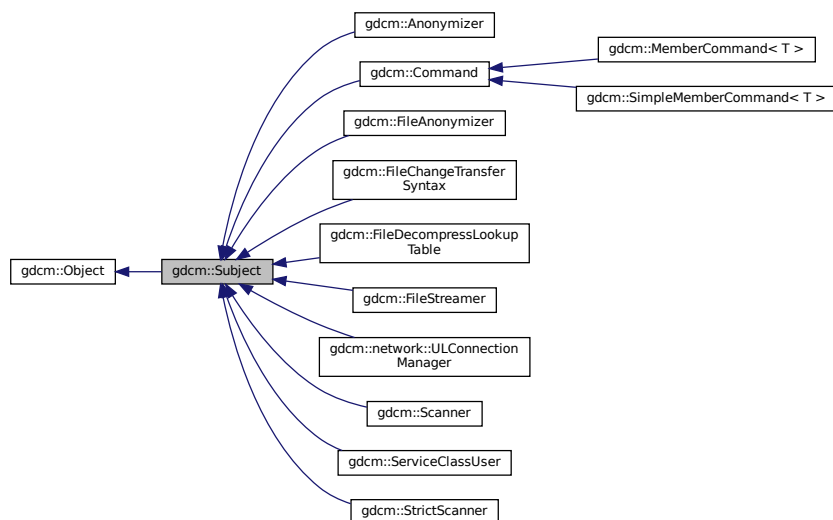 gdcm::Anonymizer
gdcm::Command
gdcm::MemberCommand< T >
gdcm::SimpleMemberCommand< T >
gdcm::FileAnonymizer
gdcm::FileChangeTransfer
Syntax
gdcm::FileDecompressLookup
Table
gdcm::Object
gdcm::Subject
gdcm::FileStreamer
gdcm::network::ULConnection
Manager
gdcm::Scanner
gdcm::ServiceClassUser
gdcm::StrictScanner